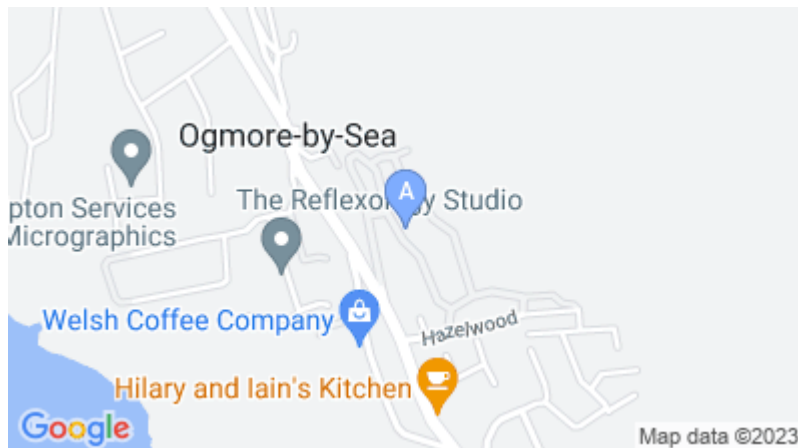 Ogmore-by-Sea
A
The Reflexology Studio
pton Services
Micrographics
Welsh Coffee Company
Hazelwood
Hilary and Iain's Kitchen
Google
Map data ©2023